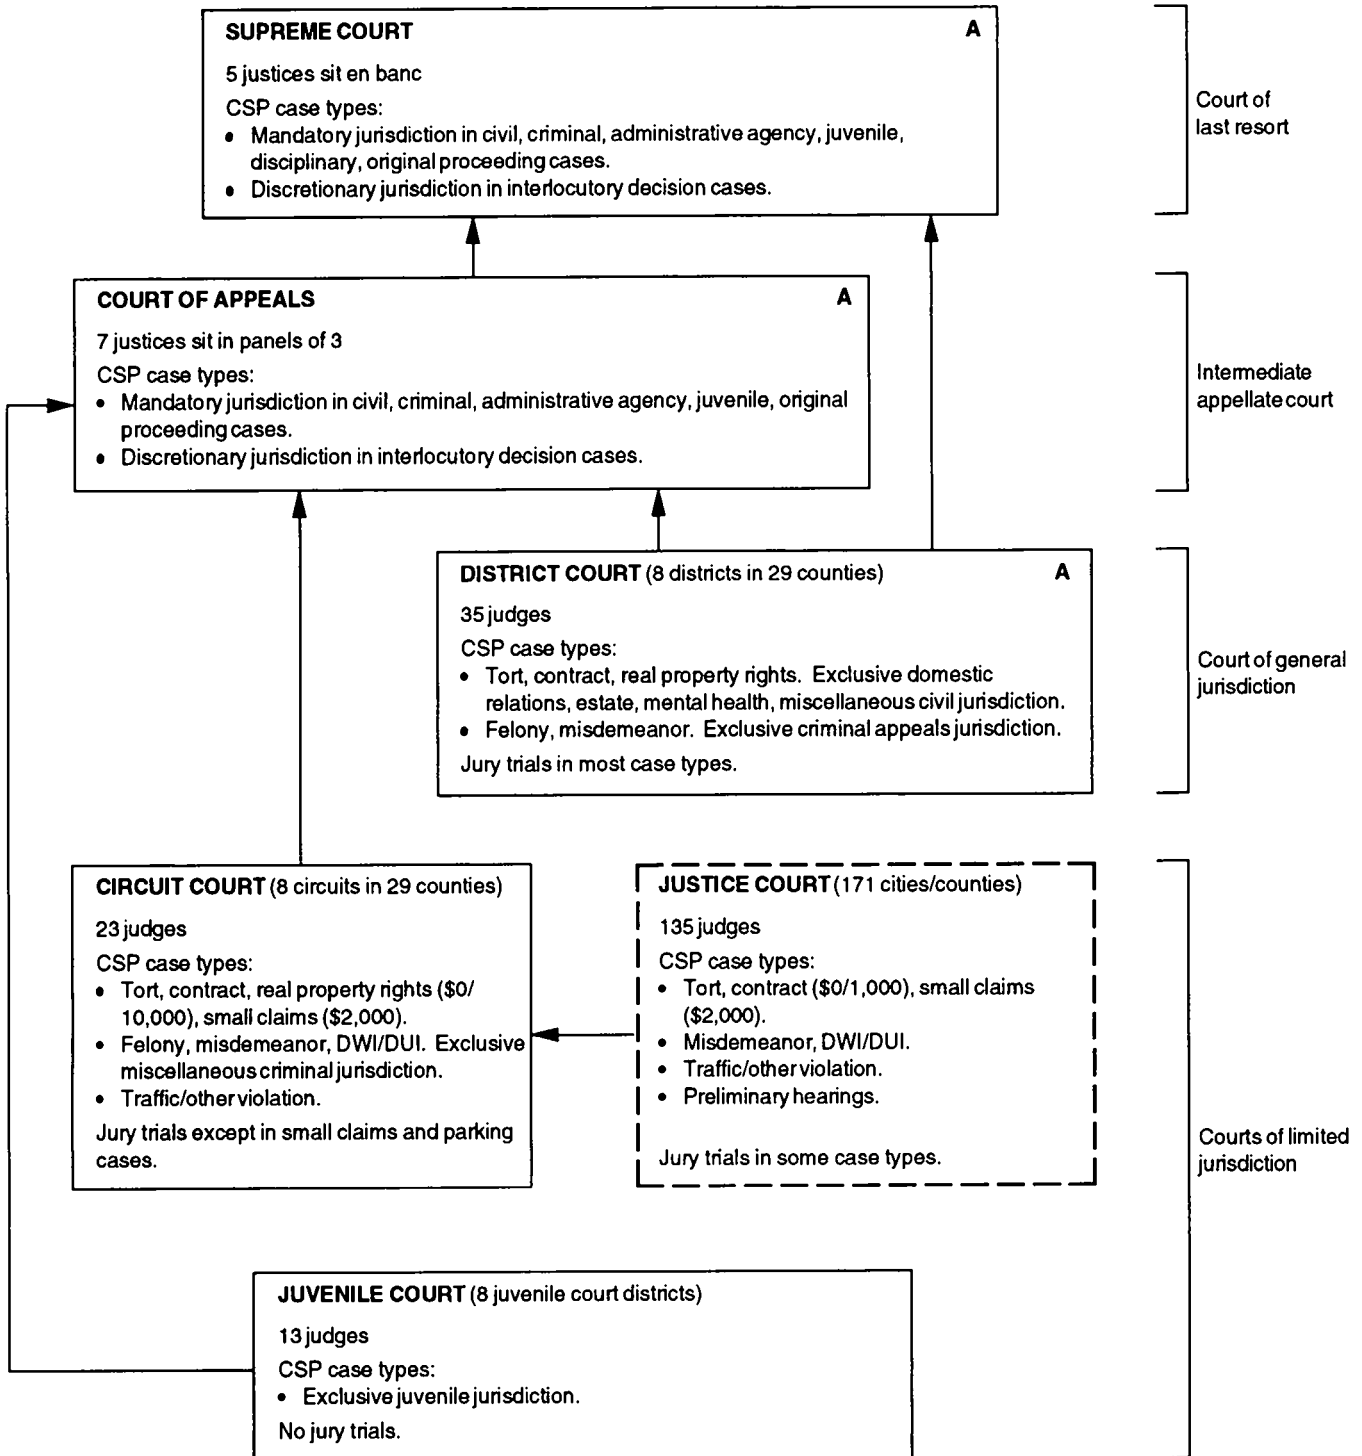 SUPREME COURT A
5 justices sit en banc
CSP case types:
• Mandatory jurisdiction in civil, criminal, administrative agency, juvenile,
disciplinary, original proceeding cases.
• Discretionary jurisdiction in interlocutory decision cases.
Court of
last resort
COURT OF APPEALS A
7 justices sit in panels of 3
CSP case types:
• Mandatory jurisdiction in civil, criminal, administrative agency, juvenile, original
proceeding cases.
• Discretionary jurisdiction in interlocutory decision cases.
Intermediate
appellate court
DISTRICT COURT (8 districts in 29 counties) A
35 judges
CSP case types:
• Tort, contract, real property rights. Exclusive domestic
relations, estate, mental health, miscellaneous civil jurisdiction.
• Felony, misdemeanor. Exclusive criminal appeals jurisdiction.
Jury trials in most case types.
Court of general
jurisdiction
CIRCUIT COURT (8 circuits in 29 counties)
23 judges
CSP case types:
• Tort, contract, real property rights ($0/
10,000), small claims ($2,000).
• Felony, misdemeanor, DWI/DUI. Exclusive
miscellaneous criminal jurisdiction.
• Traffic/other violation.
Jury trials except in small claims and parking
cases.
JUSTICE COURT (171 cities/counties)
135 judges
CSP case types:
• Tort, contract ($0/1,000), small claims
($2,000).
• Misdemeanor, DWI/DUI.
• Traffic/other violation.
• Preliminary hearings.
Jury trials in some case types.
Courts of limited
jurisdiction
JUVENILE COURT (8 juvenile court districts)
13 judges
CSP case types:
• Exclusive juvenile jurisdiction.
No jury trials.